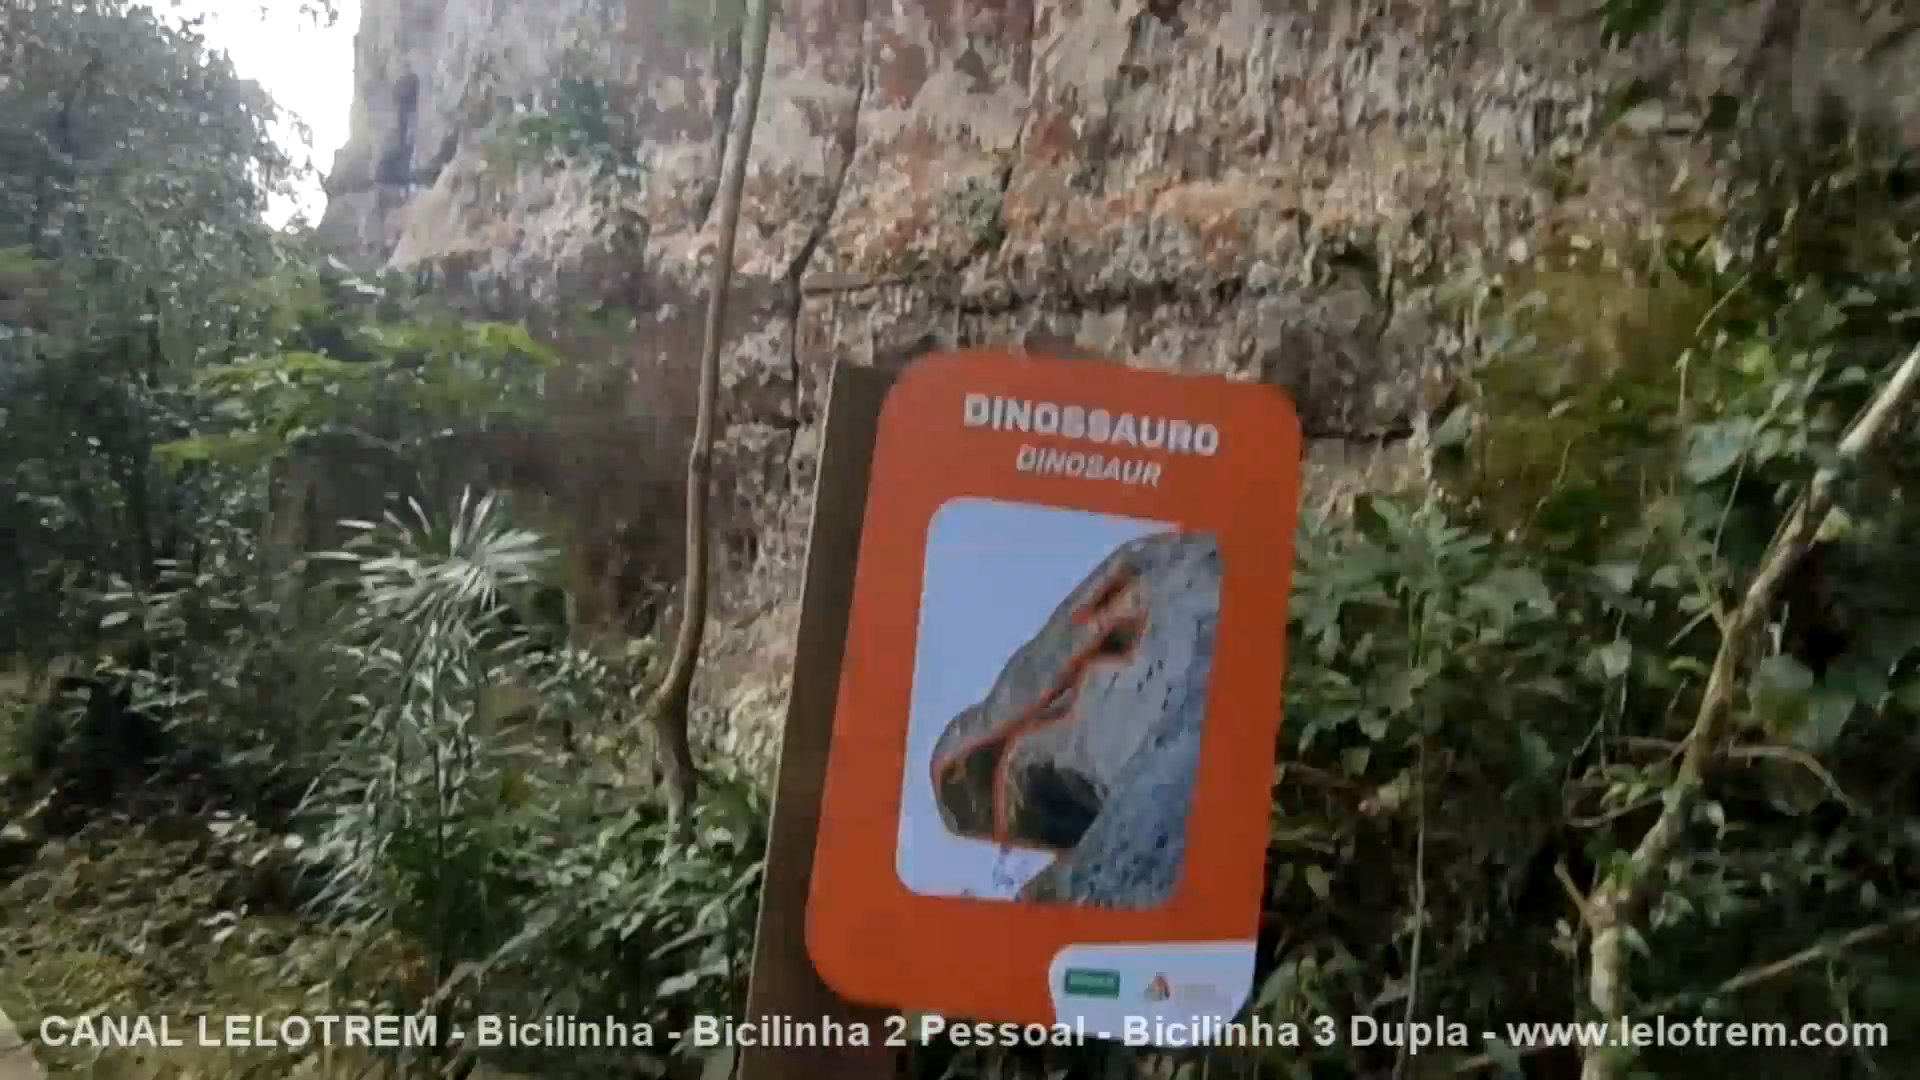 DINOSSAURO
DINOSAUR
CANAL LELOTREM - Bicilinha - Bicilinha 2 Pessoal - Bicilinha 3 Dupla - www.lelotrem.com